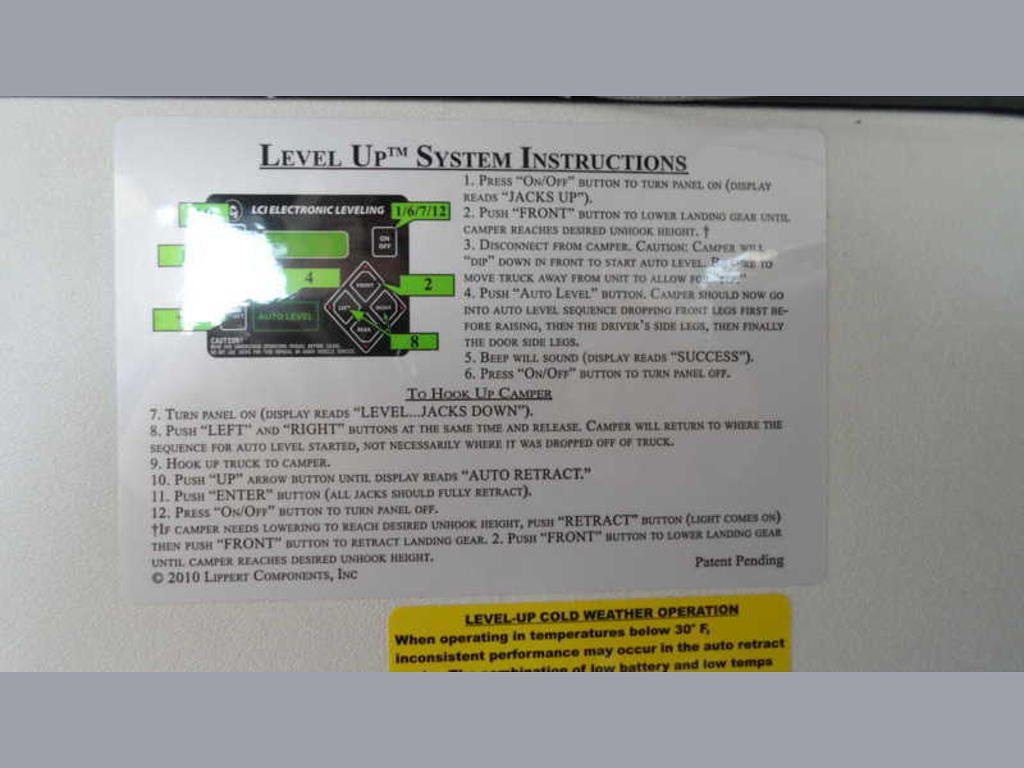 LEVEL UP™ SYSTEM INSTRUCTIONS
LCI ELECTRONIC LEVELING
1/6/7/12
ON
OFF
4
FRONT
2
LEFT
RIGHT
REAR
AUTO LEVEL
8
CAUTION!
1. PRESS "ON/OFF" BUTTON TO TURN PANEL ON (DISPLAY
READS "JACKS UP").
2. PUSH "FRONT" BUTTON TO LOWER LANDING GEAR UNTIL
CAMPER REACHES DESIRED UNHOOK HEIGHT. †
3. DISCONNECT FROM CAMPER. CAUTION: CAMPER WILL
"DIP" DOWN IN FRONT TO START AUTO LEVEL. BE SURE TO
MOVE TRUCK AWAY FROM UNIT TO ALLOW FOR "DIP."
4. PUSH "AUTO LEVEL" BUTTON. CAMPER SHOULD NOW GO
INTO AUTO LEVEL SEQUENCE DROPPING FRONT LEGS FIRST BE-
FORE RAISING, THEN THE DRIVER'S SIDE LEGS, THEN FINALLY
THE DOOR SIDE LEGS.
5. BEEP WILL SOUND (DISPLAY READS "SUCCESS").
6. PRESS "ON/OFF" BUTTON TO TURN PANEL OFF.
TO HOOK UP CAMPER
7. TURN PANEL ON (DISPLAY READS "LEVEL...JACKS DOWN").
8. PUSH "LEFT" AND "RIGHT" BUTTONS AT THE SAME TIME AND RELEASE. CAMPER WILL RETURN TO WHERE THE
SEQUENCE FOR AUTO LEVEL STARTED, NOT NECESSARILY WHERE IT WAS DROPPED OFF OF TRUCK.
9. HOOK UP TRUCK TO CAMPER.
10. PUSH "UP" ARROW BUTTON UNTIL DISPLAY READS "AUTO RETRACT."
11. PUSH "ENTER" BUTTON (ALL JACKS SHOULD FULLY RETRACT).
12. PRESS "ON/OFF" BUTTON TO TURN PANEL OFF.
†IF CAMPER NEEDS LOWERING TO REACH DESIRED UNHOOK HEIGHT, PUSH "RETRACT" BUTTON (LIGHT COMES ON)
THEN PUSH "FRONT" BUTTON TO RETRACT LANDING GEAR. 2. PUSH "FRONT" BUTTON TO LOWER LANDING GEAR
UNTIL CAMPER REACHES DESIRED UNHOOK HEIGHT.
© 2010 LIPPERT COMPONENTS, INC
Patent Pending
LEVEL-UP COLD WEATHER OPERATION
When operating in temperatures below 30° F,
inconsistent performance may occur in the auto retract
The combination of low battery and low temps